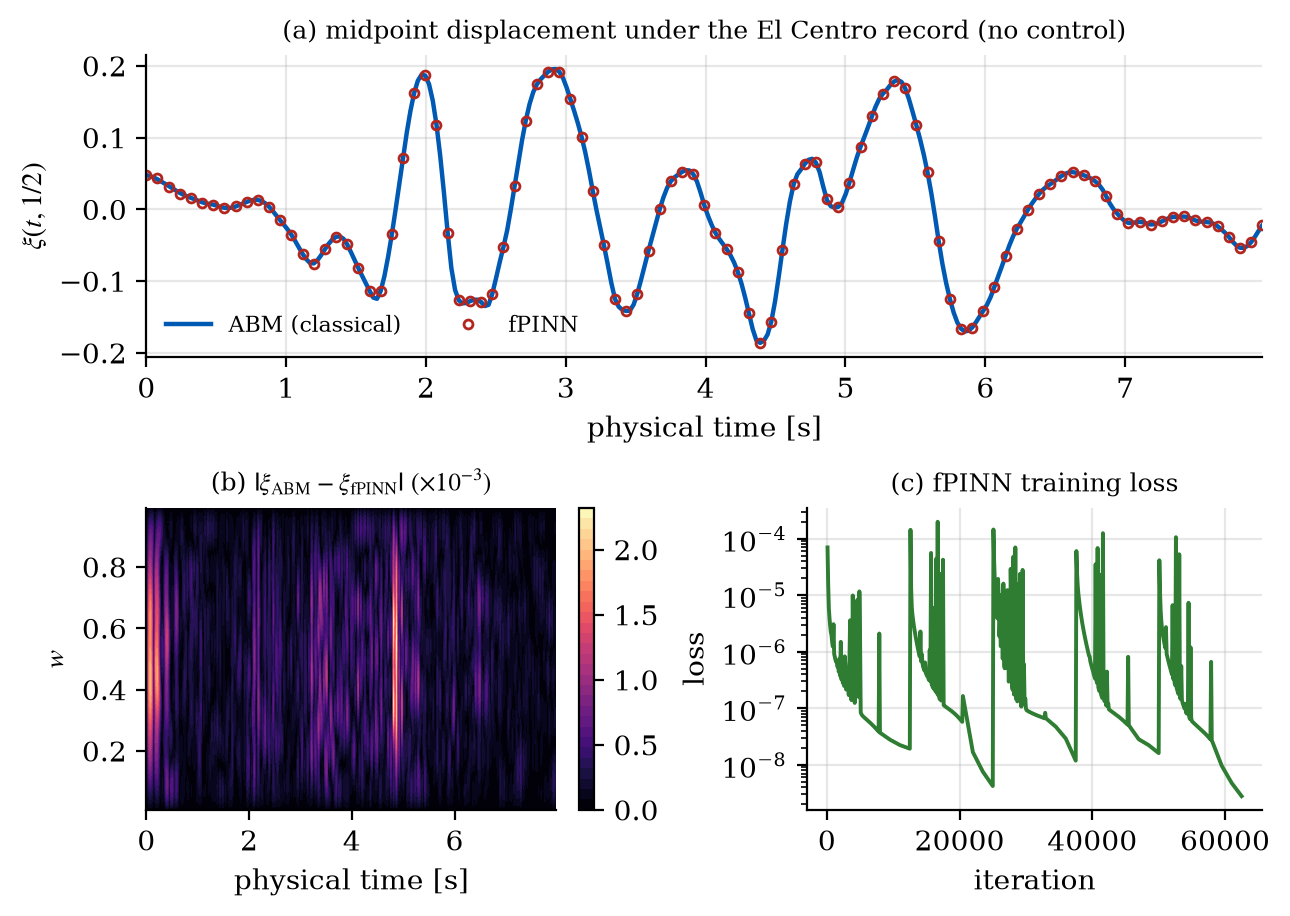 (a) midpoint displacement under the El Centro record (no control)
0.2
0.1
0.0
−0.1
−0.2
ξ(t, 1/2)
ABM (classical)
fPINN
0 1 2 3 4 5 6 7
physical time [s]
(b) |ξ_ABM − ξ_fPINN| (×10⁻³)
0.8
0.6
0.4
0.2
w
0 2 4 6
physical time [s]
2.0
1.5
1.0
0.5
0.0
(c) fPINN training loss
10⁻⁴
10⁻⁵
10⁻⁶
10⁻⁷
10⁻⁸
loss
0 20000 40000 60000
iteration